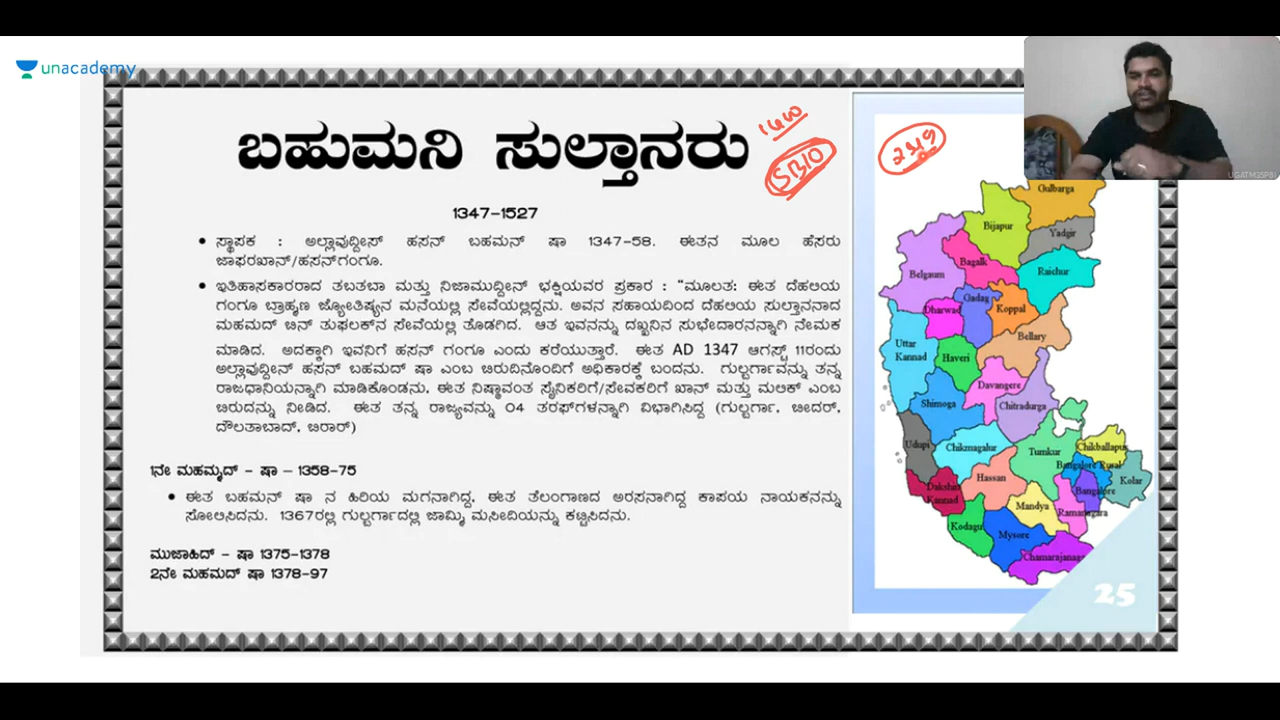 unacademy
ಬಹುಮನಿ ಸುಲ್ತಾನರು
1347-1527
• ಸ್ಥಾಪಕ : ಅಲ್ಲಾವುದ್ದೀನ್ ಹಸನ್ ಬಹಮನ್ ಷಾ 1347-58. ಈತನ ಮೂಲ ಹೆಸರು
ಜಾಫರಖಾನ್/ಹಸನ್‌ಗಂಗೂ.
• ಇತಿಹಾಸಕಾರರಾದ ತಬತಬಾ ಮತ್ತು ನಿಜಾಮುದ್ದೀನ್ ಭಕ್ಷಿಯವರ ಪ್ರಕಾರ : “ಮೂಲತ: ಈತ ದೆಹಲಿಯ
ಗಂಗೂ ಬ್ರಾಹ್ಮಣ ಜ್ಯೋತಿಷ್ಯನ ಮನೆಯಲ್ಲಿ ಸೇವೆಯಲ್ಲಿದ್ದನು. ಅವನ ಸಹಾಯದಿಂದ ದೆಹಲಿಯ ಸುಲ್ತಾನನಾದ
ಮಹಮದ್ ಬಿನ್ ತುಘಲಕ್‌ನ ಸೇವೆಯಲ್ಲಿ ತೊಡಗಿದ. ಆತ ಇವನನ್ನು ದಖ್ಖನಿನ ಸುಭೇದಾರನನ್ನಾಗಿ ನೇಮಕ
ಮಾಡಿದ. ಅದಕ್ಕಾಗಿ ಇವನಿಗೆ ಹಸನ್ ಗಂಗೂ ಎಂದು ಕರೆಯುತ್ತಾರೆ. ಈತ AD 1347 ಆಗಸ್ಟ್ 11ರಂದು
ಅಲ್ಲಾವುದ್ದೀನ್ ಹಸನ್ ಬಹಮದ್ ಷಾ ಎಂಬ ಬಿರುದಿನೊಂದಿಗೆ ಅಧಿಕಾರಕ್ಕೆ ಬಂದನು. ಗುಲ್ಬರ್ಗಾವನ್ನು ತನ್ನ
ರಾಜಧಾನಿಯನ್ನಾಗಿ ಮಾಡಿಕೊಂಡನು, ಈತ ನಿಷ್ಠಾವಂತ ಸೈನಿಕರಿಗೆ/ಸೇವಕರಿಗೆ ಖಾನ್ ಮತ್ತು ಮಲಿಕ್ ಎಂಬ
ಬಿರುದನ್ನು ನೀಡಿದ. ಈತ ತನ್ನ ರಾಜ್ಯವನ್ನು 04 ತರಫ್‌ಗಳನ್ನಾಗಿ ವಿಭಾಗಿಸಿದ್ದ (ಗುಲ್ಬರ್ಗಾ, ಬೀದರ್,
ದೌಲತಾಬಾದ್, ಬಿರಾರ್)
1ನೇ ಮಹಮ್ಮದ್ - ಷಾ – 1358-75
• ಈತ ಬಹಮನ್ ಷಾ ನ ಹಿರಿಯ ಮಗನಾಗಿದ್ದ, ಈತ ತೆಲಂಗಾಣದ ಅರಸನಾಗಿದ್ದ ಕಾಪಯ ನಾಯಕನನ್ನು
ಸೋಲಿಸಿದನು. 1367ರಲ್ಲಿ ಗುಲ್ಬರ್ಗದಲ್ಲಿ ಜಾಮ್ಮಿ ಮಸೀದಿಯನ್ನು ಕಟ್ಟಿಸಿದನು.
ಮುಜಾಹಿದ್ - ಷಾ 1375-1378
2ನೇ ಮಹಮದ್ ಷಾ 1378-97
Gulbarga
Bijapur
Yadgir
Bagalk
Belgaum
Raichur
Gadag
Dharwad
Koppal
Bellary
Uttar
Kannad
Haveri
Davangere
Shimoga
Chitradurga
Udupi
Chikmagalur
Tumkur
Chikballapur
Bangalore Rural
Hassan
Kolar
Dakshin
Kannad
Bangalore
Mandya
Ramanagara
Kodagu
Mysore
Chamarajanaga
25